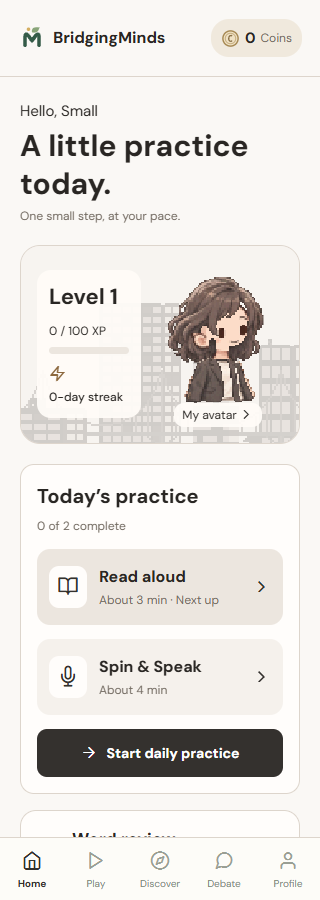 BridgingMinds
0 Coins
Hello, Small
A little practice
today.
One small step, at your pace.
Level 1
0 / 100 XP
0-day streak
My avatar
Today’s practice
0 of 2 complete
Read aloud
About 3 min · Next up
Spin & Speak
About 4 min
Start daily practice
Word review
Home
Play
Discover
Debate
Profile